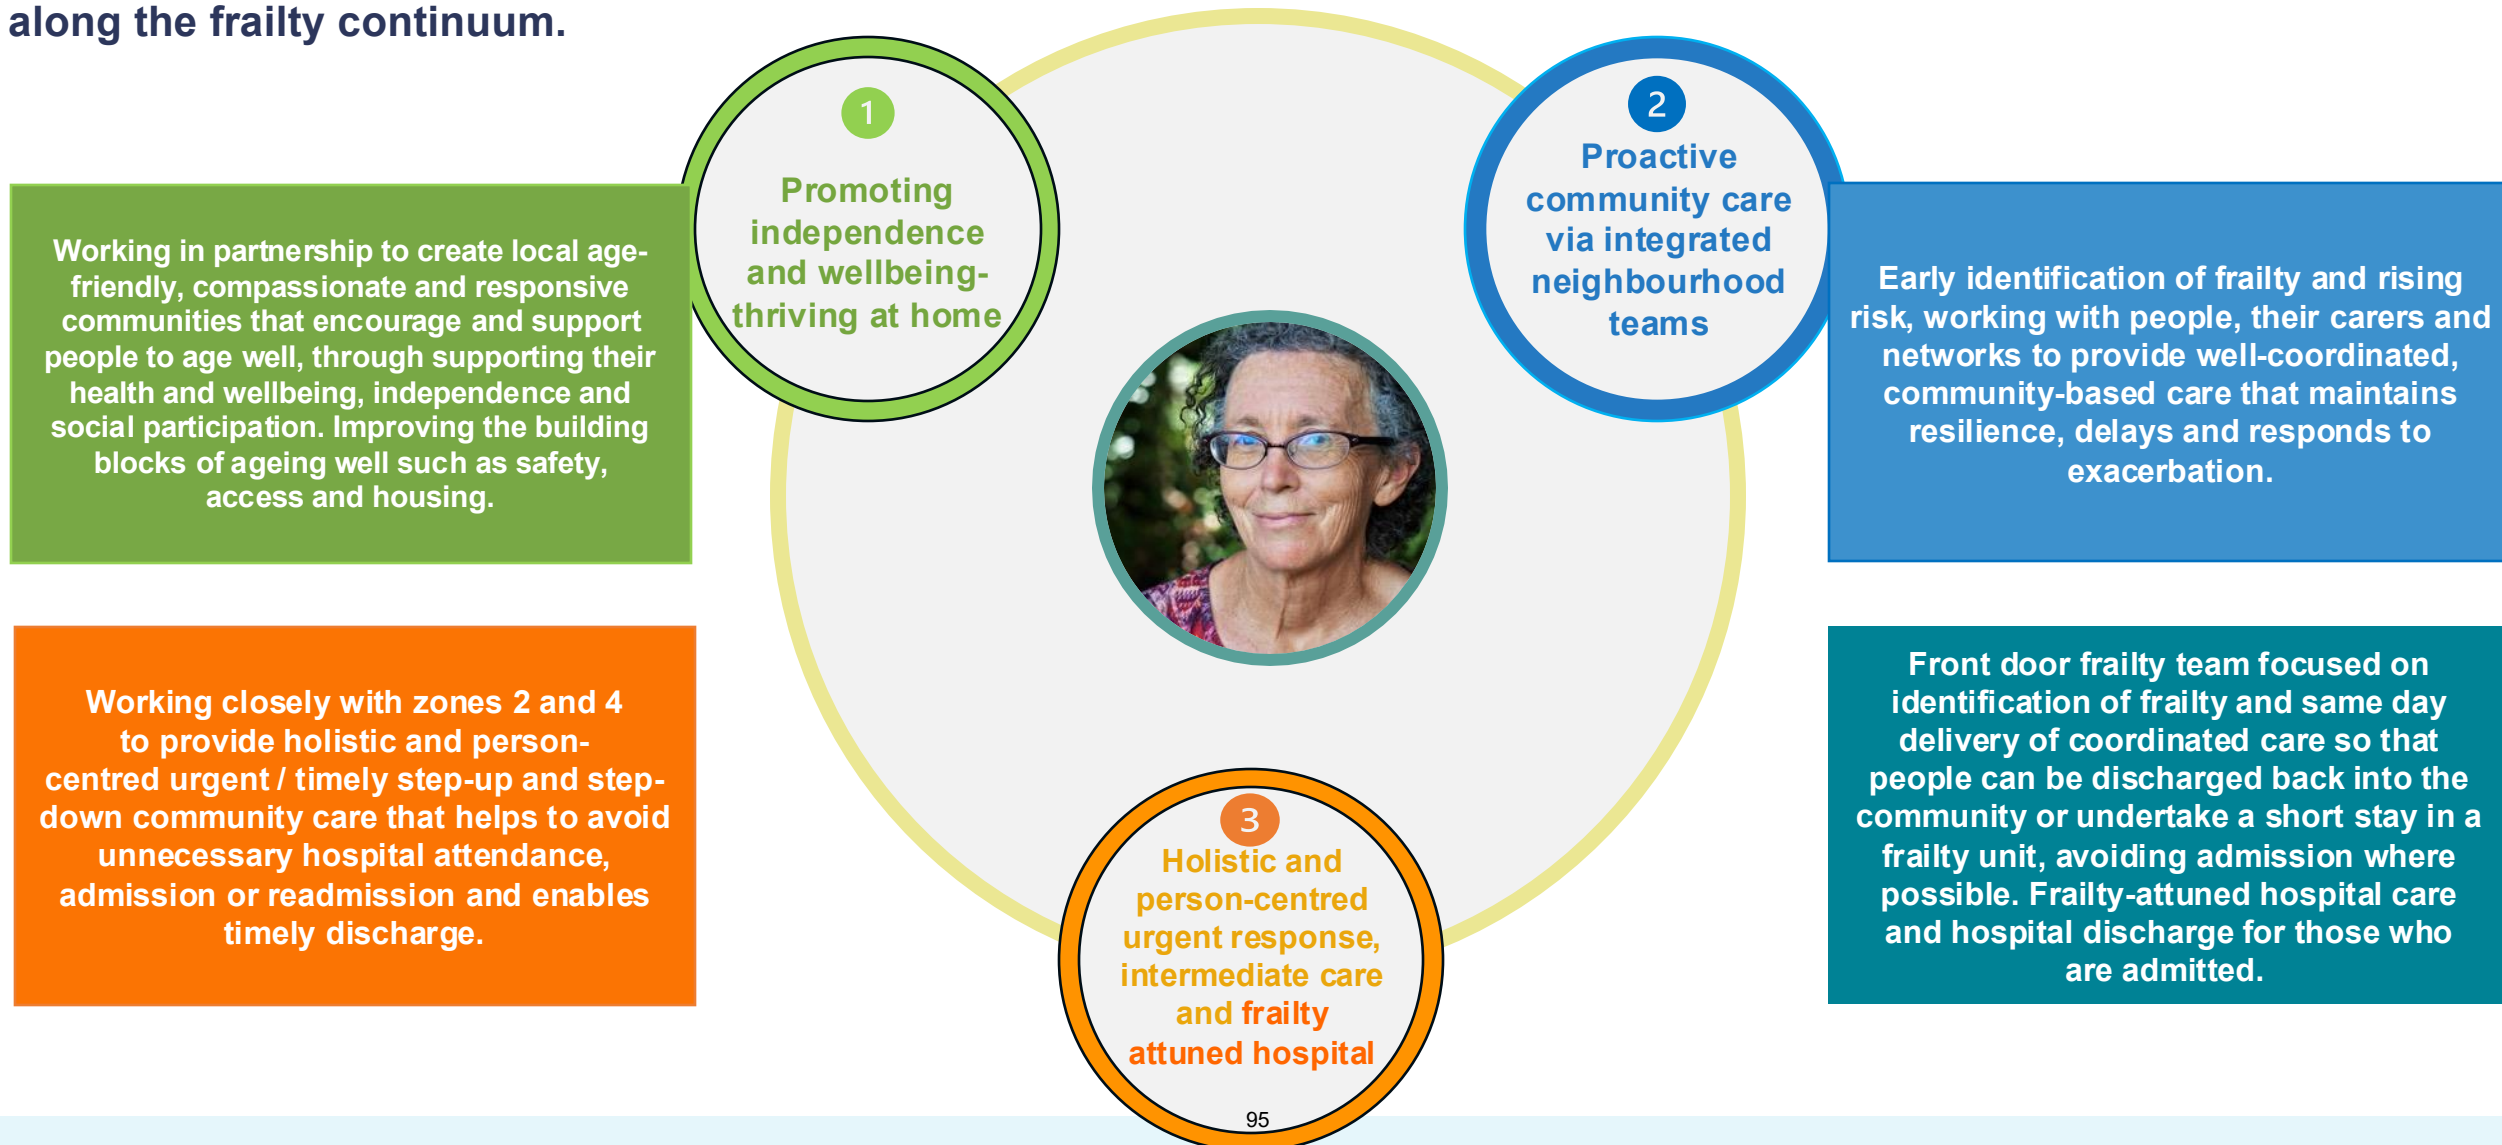 along the frailty continuum.
1
Promoting
independence
and wellbeing-
thriving at home
2
Proactive
community care
via integrated
neighbourhood
teams
Working in partnership to create local age-
friendly, compassionate and responsive
communities that encourage and support
people to age well, through supporting their
health and wellbeing, independence and
social participation. Improving the building
blocks of ageing well such as safety,
access and housing.
Early identification of frailty and rising
risk, working with people, their carers and
networks to provide well-coordinated,
community-based care that maintains
resilience, delays and responds to
exacerbation.
Working closely with zones 2 and 4
to provide holistic and person-
centred urgent / timely step-up and step-
down community care that helps to avoid
unnecessary hospital attendance,
admission or readmission and enables
timely discharge.
3
Holistic and
person-centred
urgent response,
intermediate care
and frailty
attuned hospital
Front door frailty team focused on
identification of frailty and same day
delivery of coordinated care so that
people can be discharged back into the
community or undertake a short stay in a
frailty unit, avoiding admission where
possible. Frailty-attuned hospital care
and hospital discharge for those who
are admitted.
95